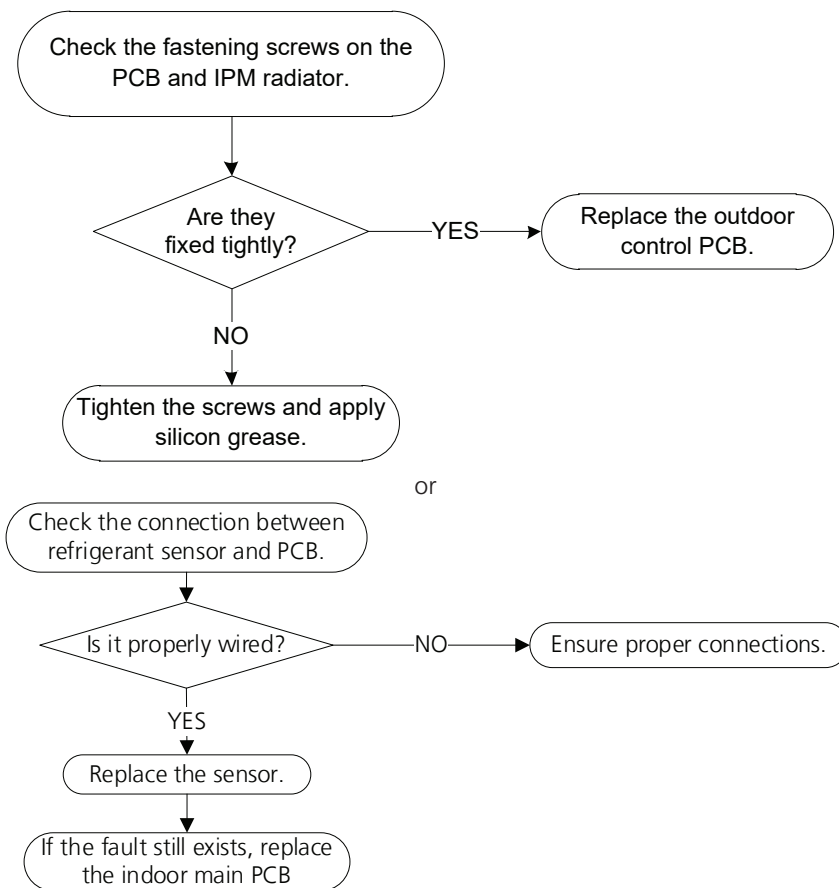 Check the fastening screws on the
PCB and IPM radiator.
Are they
fixed tightly?
YES
Replace the outdoor
control PCB.
NO
Tighten the screws and apply
silicon grease.
or
Check the connection between
refrigerant sensor and PCB.
Is it properly wired?
NO
Ensure proper connections.
YES
Replace the sensor.
If the fault still exists, replace
the indoor main PCB